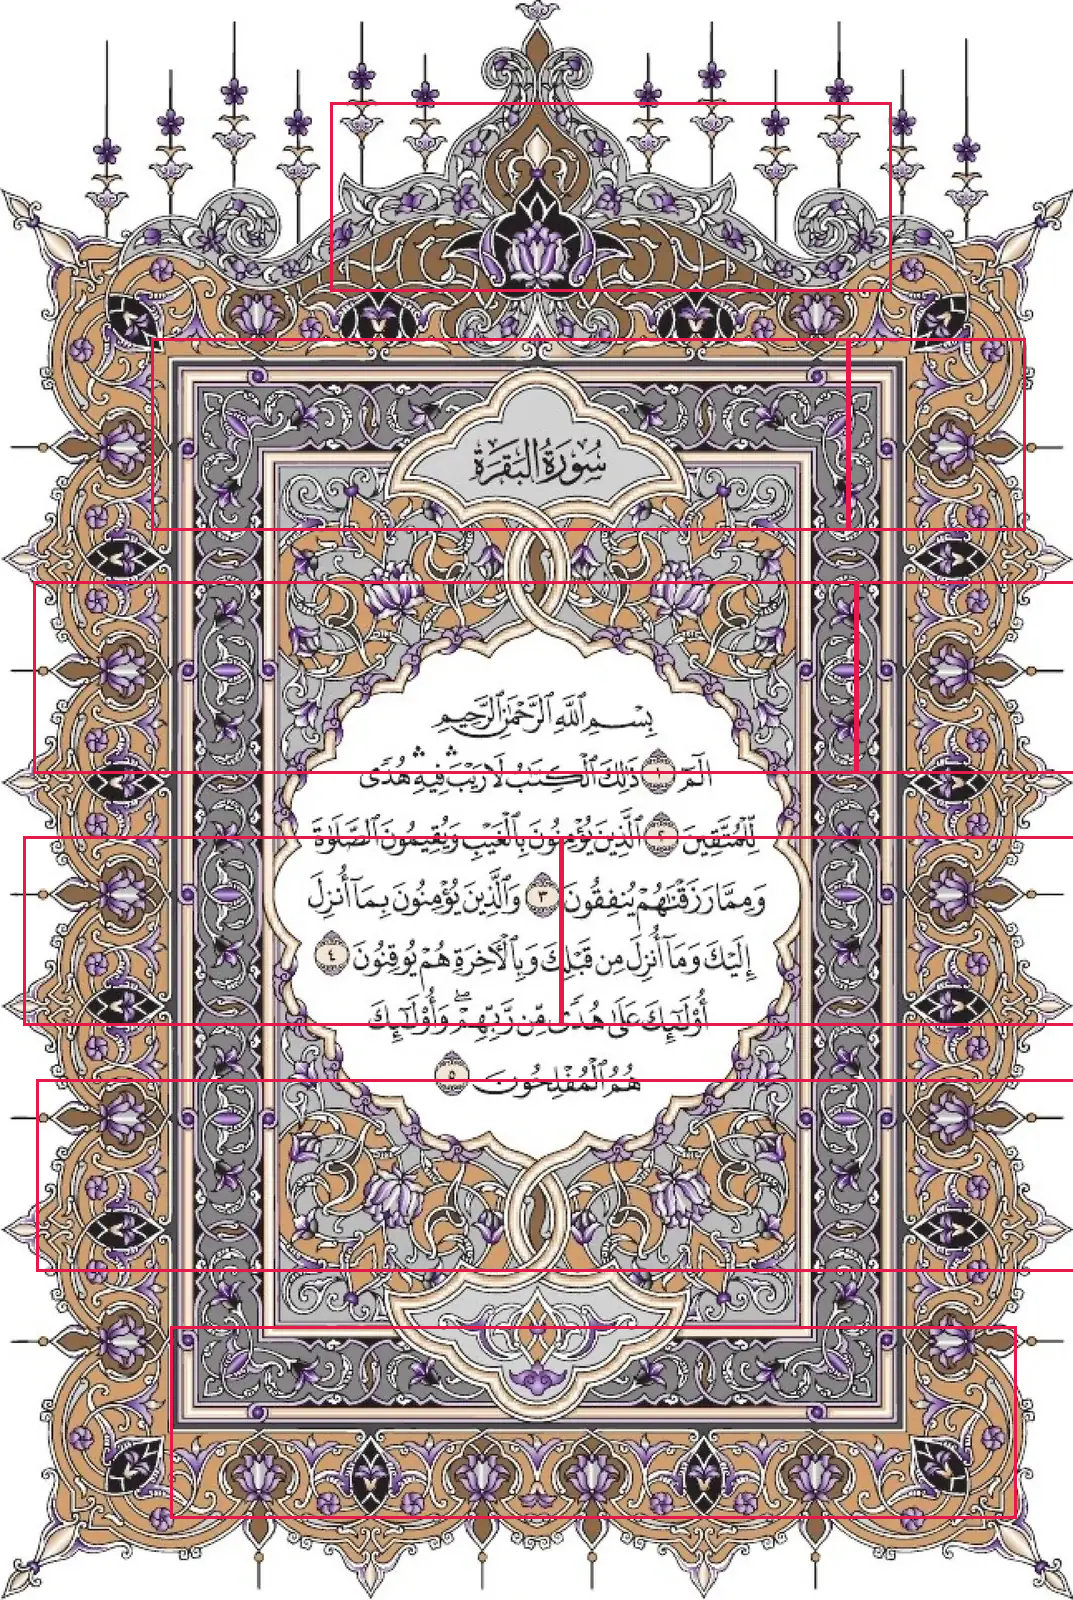 سُورَةُ البَقَرَةِ
بِسْمِ ٱللَّهِ ٱلرَّحْمَٰنِ ٱلرَّحِيمِ
الٓمٓ ١ ذَٰلِكَ ٱلْكِتَٰبُ لَا رَيْبَ ۛ فِيهِ ۛ هُدًى
لِّلْمُتَّقِينَ ٢ ٱلَّذِينَ يُؤْمِنُونَ بِٱلْغَيْبِ وَيُقِيمُونَ ٱلصَّلَوٰةَ
وَمِمَّا رَزَقْنَٰهُمْ يُنفِقُونَ ٣ وَٱلَّذِينَ يُؤْمِنُونَ بِمَآ أُنزِلَ
إِلَيْكَ وَمَآ أُنزِلَ مِن قَبْلِكَ وَبِٱلْأٓخِرَةِ هُمْ يُوقِنُونَ ٤
أُو۟لَٰٓئِكَ عَلَىٰ هُدًى مِّن رَّبِّهِمْ ۖ وَأُو۟لَٰٓئِكَ
هُمُ ٱلْمُفْلِحُونَ ٥